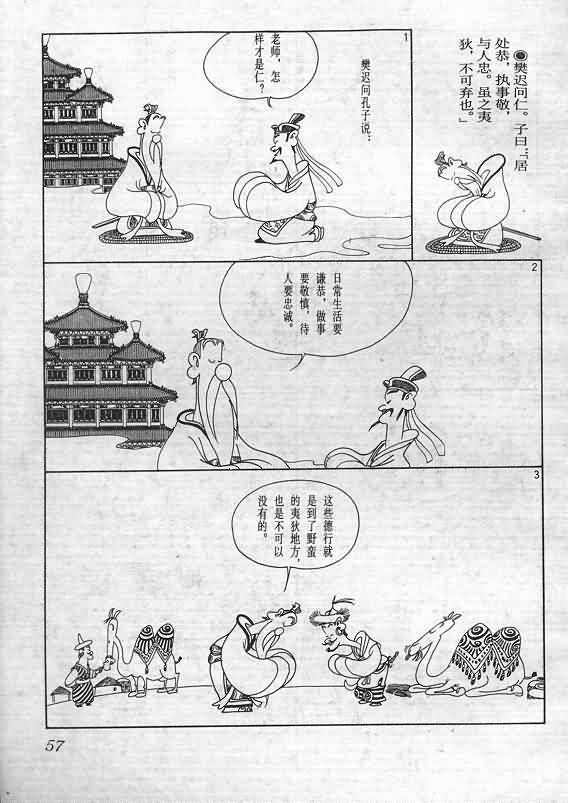 ◉樊迟问仁。子曰：「居
处恭，执事敬，
与人忠。虽之夷
狄，不可弃也。」
1
樊迟问孔子说：
老师，怎
样才是仁？
2
日常生活要
谦恭，做事
要敬慎，待
人要忠诚。
3
这些德行就
是到了野蛮
的夷狄地方，
也是不可以
没有的。
57